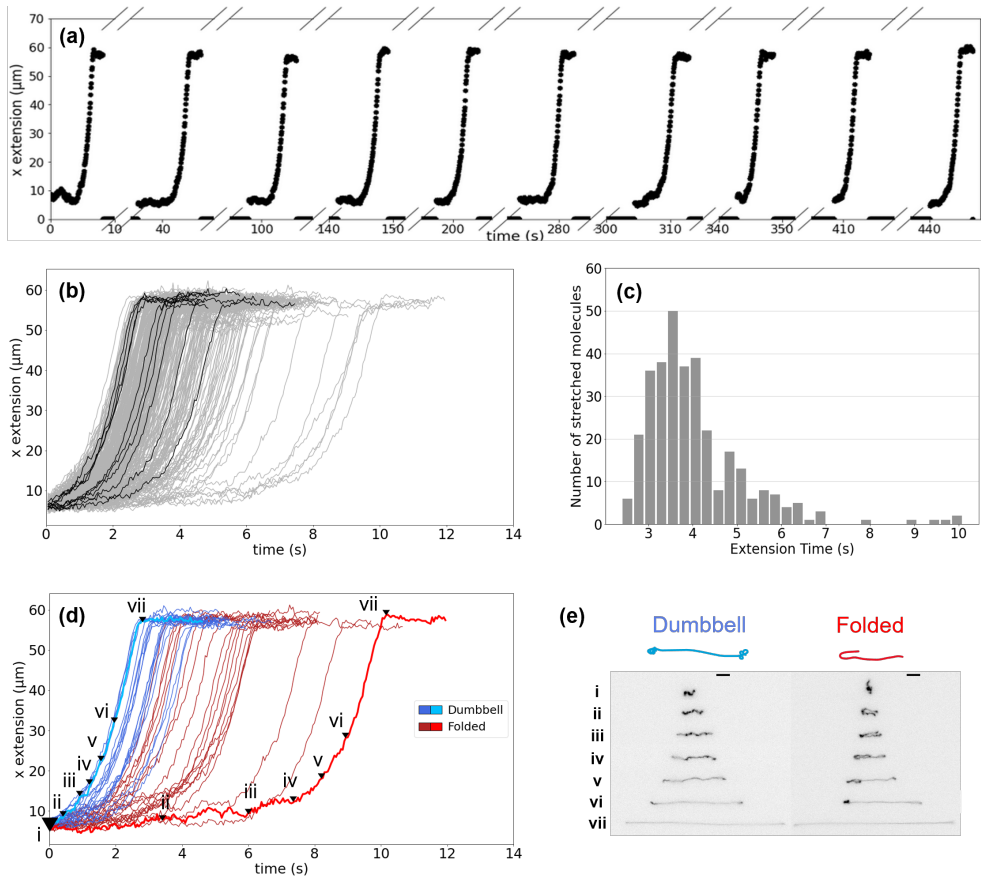 (a)
x extension (μm)
70
60
50
40
30
20
10
0
0 10 40 60 100 140 150 200 280 300 310 340 350 410 440
time (s)
(b)
x extension (μm)
60
50
40
30
20
10
0 2 4 6 8 10 12 14
time (s)
(c)
Number of stretched molecules
60
50
40
30
20
10
0
3 4 5 6 7 8 9 10
Extension Time (s)
(d)
x extension (μm)
60
50
40
30
20
10
0 2 4 6 8 10 12 14
time (s)
vii
vi
v
iv
iii
ii
i
ii
iii
iv
v
vi
vii
Dumbbell
Folded
(e)
Dumbbell Folded
i
ii
iii
iv
v
vi
vii